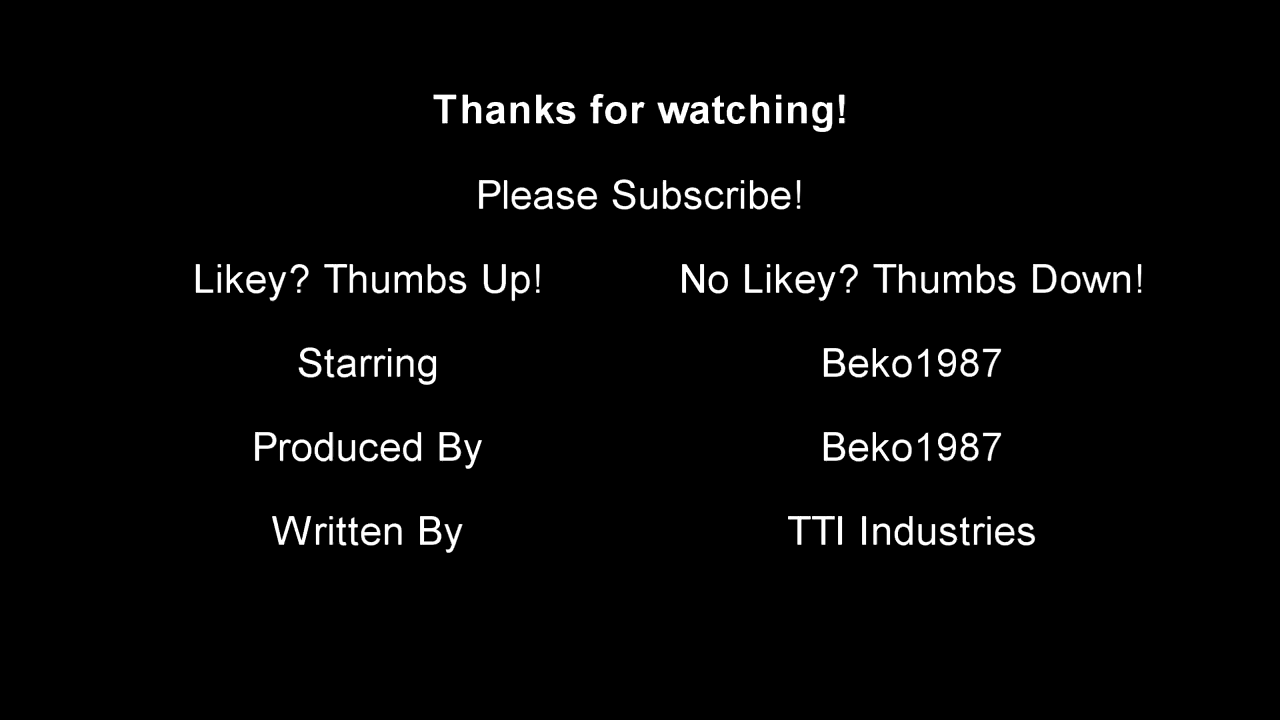 Thanks for watching!
Please Subscribe!
Likey? Thumbs Up! No Likey? Thumbs Down!
Starring Beko1987
Produced By Beko1987
Written By TTI Industries